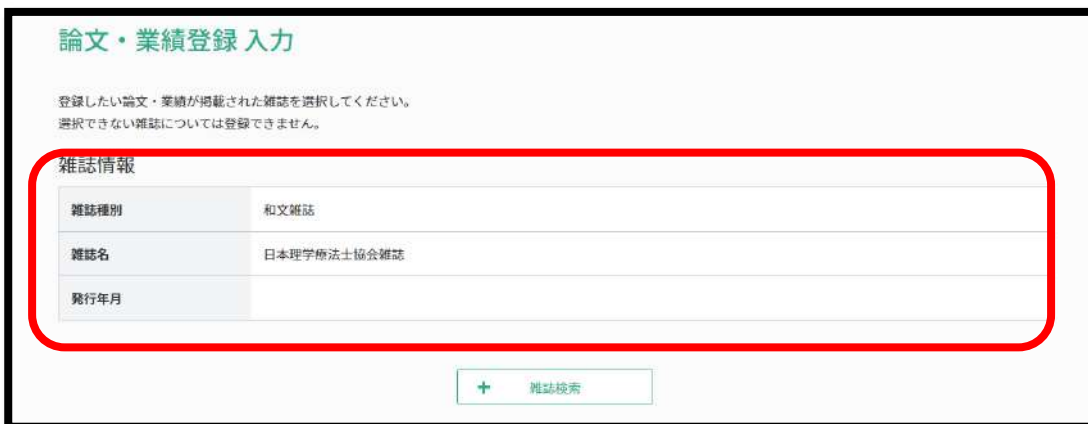 論文・業績登録 入力
登録したい論文・業績が掲載された雑誌を選択してください。
選択できない雑誌については登録できません。
雑誌情報
雑誌種別 和文雑誌
雑誌名 日本理学療法士協会雑誌
発行年月
+ 雑誌検索